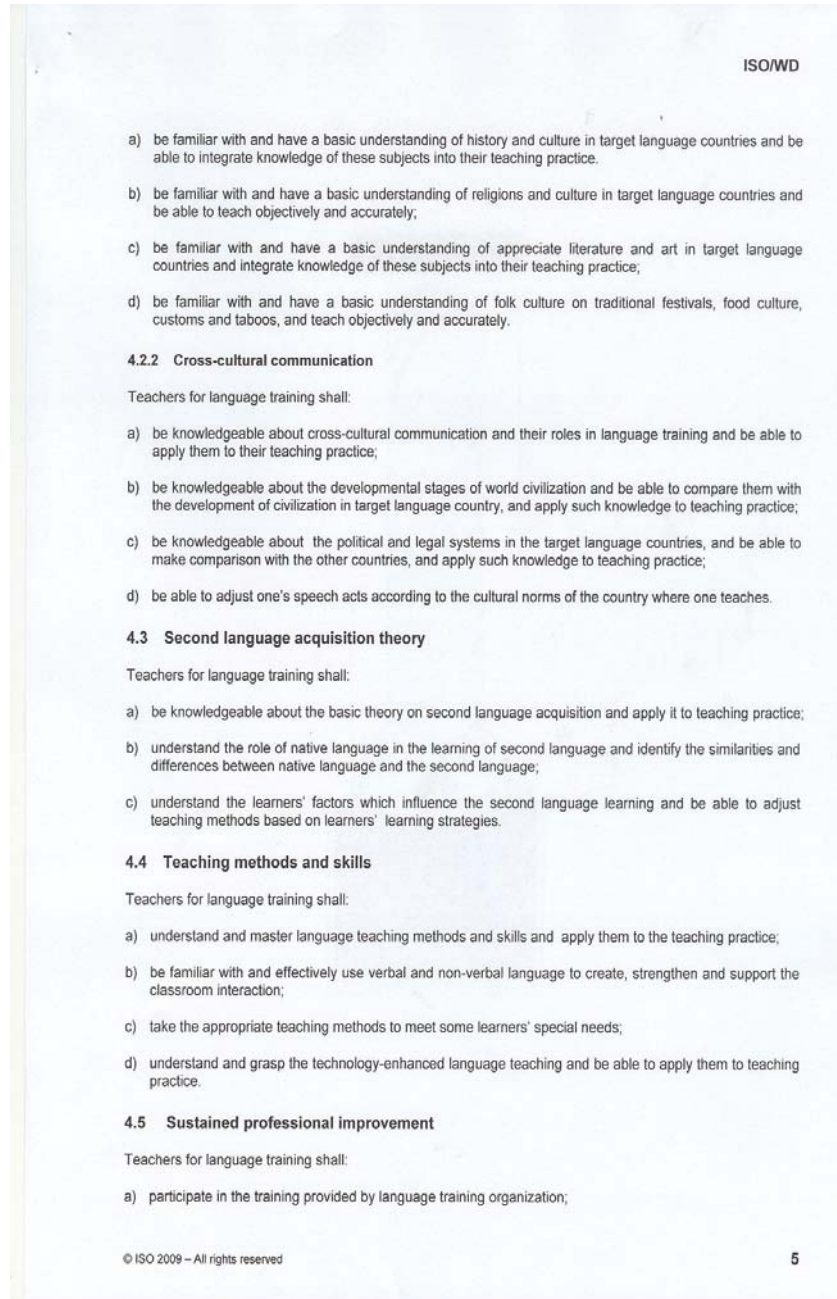 ISO/WD
a) be familiar with and have a basic understanding of history and culture in target language countries and be
able to integrate knowledge of these subjects into their teaching practice.
b) be familiar with and have a basic understanding of religions and culture in target language countries and
be able to teach objectively and accurately;
c) be familiar with and have a basic understanding of appreciate literature and art in target language
countries and integrate knowledge of these subjects into their teaching practice;
d) be familiar with and have a basic understanding of folk culture on traditional festivals, food culture,
customs and taboos, and teach objectively and accurately.
4.2.2 Cross-cultural communication
Teachers for language training shall:
a) be knowledgeable about cross-cultural communication and their roles in language training and be able to
apply them to their teaching practice;
b) be knowledgeable about the developmental stages of world civilization and be able to compare them with
the development of civilization in target language country, and apply such knowledge to teaching practice;
c) be knowledgeable about the political and legal systems in the target language countries, and be able to
make comparison with the other countries, and apply such knowledge to teaching practice;
d) be able to adjust one's speech acts according to the cultural norms of the country where one teaches.
4.3 Second language acquisition theory
Teachers for language training shall:
a) be knowledgeable about the basic theory on second language acquisition and apply it to teaching practice;
b) understand the role of native language in the learning of second language and identify the similarities and
differences between native language and the second language;
c) understand the learners' factors which influence the second language learning and be able to adjust
teaching methods based on learners' learning strategies.
4.4 Teaching methods and skills
Teachers for language training shall:
a) understand and master language teaching methods and skills and apply them to the teaching practice;
b) be familiar with and effectively use verbal and non-verbal language to create, strengthen and support the
classroom interaction;
c) take the appropriate teaching methods to meet some learners' special needs;
d) understand and grasp the technology-enhanced language teaching and be able to apply them to teaching
practice.
4.5 Sustained professional improvement
Teachers for language training shall:
a) participate in the training provided by language training organization;
© ISO 2009 – All rights reserved
5